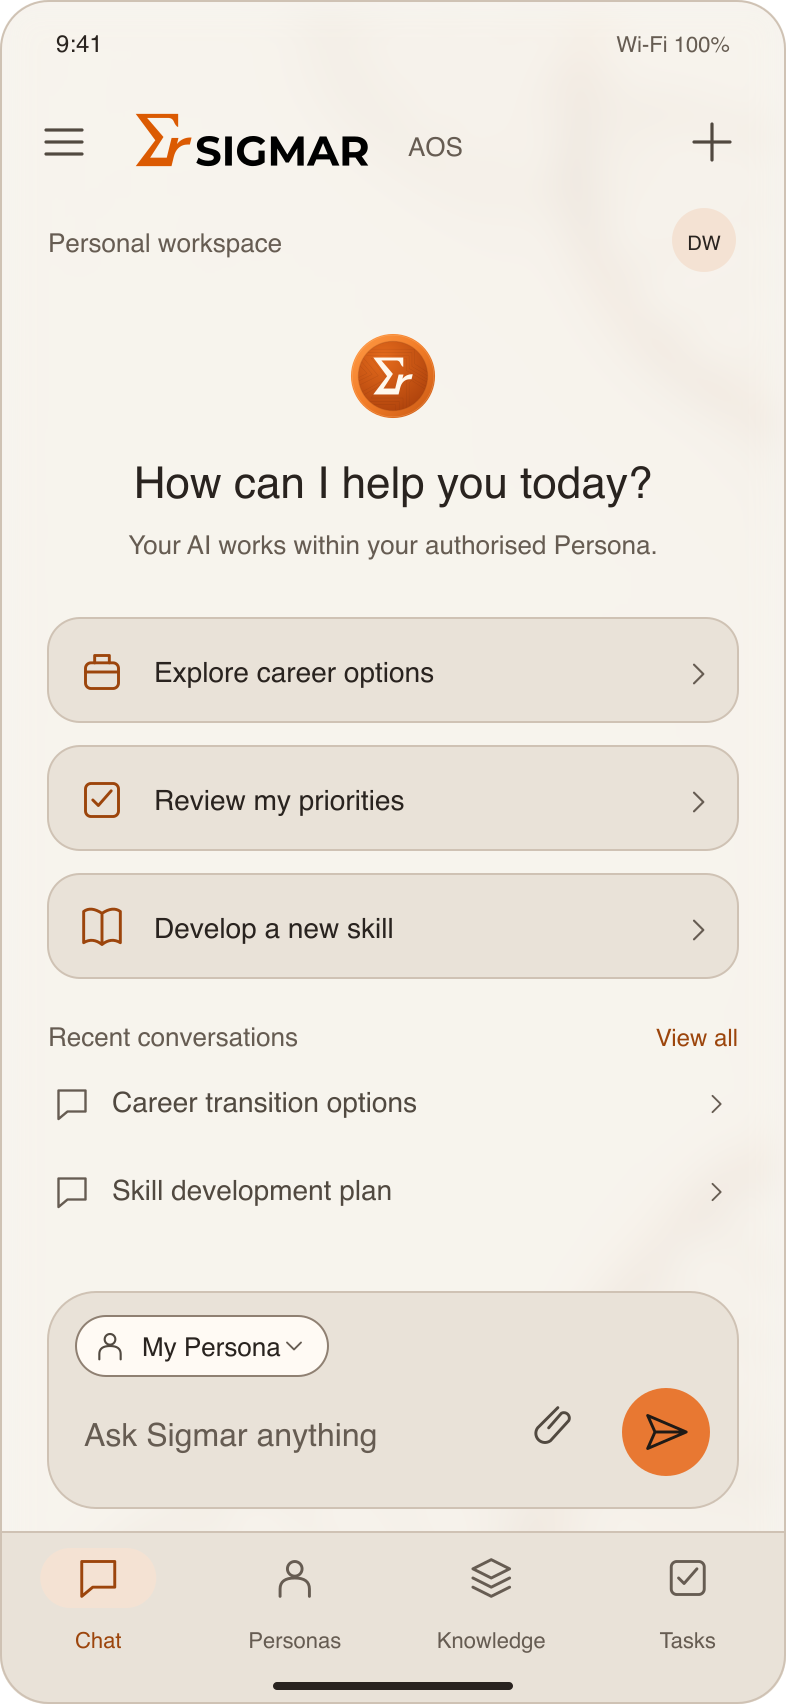 9:41
Wi-Fi 100%
Σr SIGMAR AOS
Personal workspace
DW
Σr
How can I help you today?
Your AI works within your authorised Persona.
Explore career options
Review my priorities
Develop a new skill
Recent conversations
View all
Career transition options
Skill development plan
My Persona
Ask Sigmar anything
Chat
Personas
Knowledge
Tasks